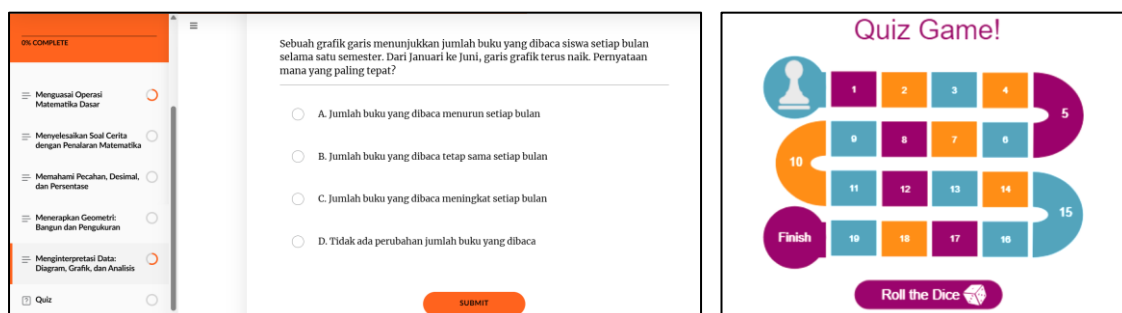 0% COMPLETE
Menguasai Operasi
Matematika Dasar
Menyelesaikan Soal Cerita
dengan Penalaran Matematika
Memahami Pecahan, Desimal,
dan Persentase
Menerapkan Geometri:
Bangun dan Pengukuran
Menginterpretasi Data:
Diagram, Grafik, dan Analisis
Quiz
Sebuah grafik garis menunjukkan jumlah buku yang dibaca siswa setiap bulan
selama satu semester. Dari Januari ke Juni, garis grafik terus naik. Pernyataan
mana yang paling tepat?
A. Jumlah buku yang dibaca menurun setiap bulan
B. Jumlah buku yang dibaca tetap sama setiap bulan
C. Jumlah buku yang dibaca meningkat setiap bulan
D. Tidak ada perubahan jumlah buku yang dibaca
SUBMIT
Quiz Game!
1 2 3 4
5
9 8 7 6
10
11 12 13 14
15
Finish 19 18 17 16
Roll the Dice